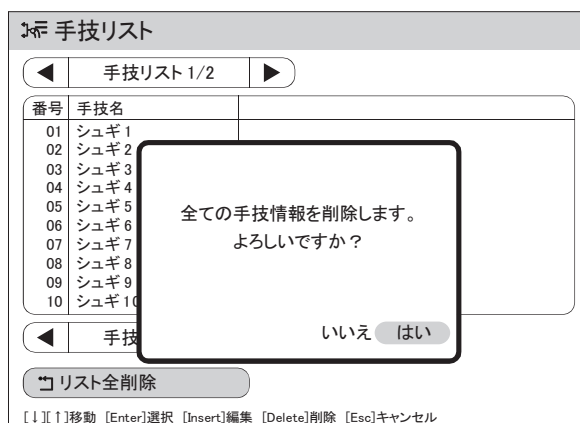 手技リスト
手技リスト 1/2
番号 手技名
01 シュギ 1
02 シュギ 2
03 シュギ 3
04 シュギ 4
05 シュギ 5
06 シュギ 6
07 シュギ 7
08 シュギ 8
09 シュギ 9
10 シュギ 10
全ての手技情報を削除します。
よろしいですか？
いいえ はい
手技
リスト全削除
[↓][↑]移動 [Enter]選択 [Insert]編集 [Delete]削除 [Esc]キャンセル